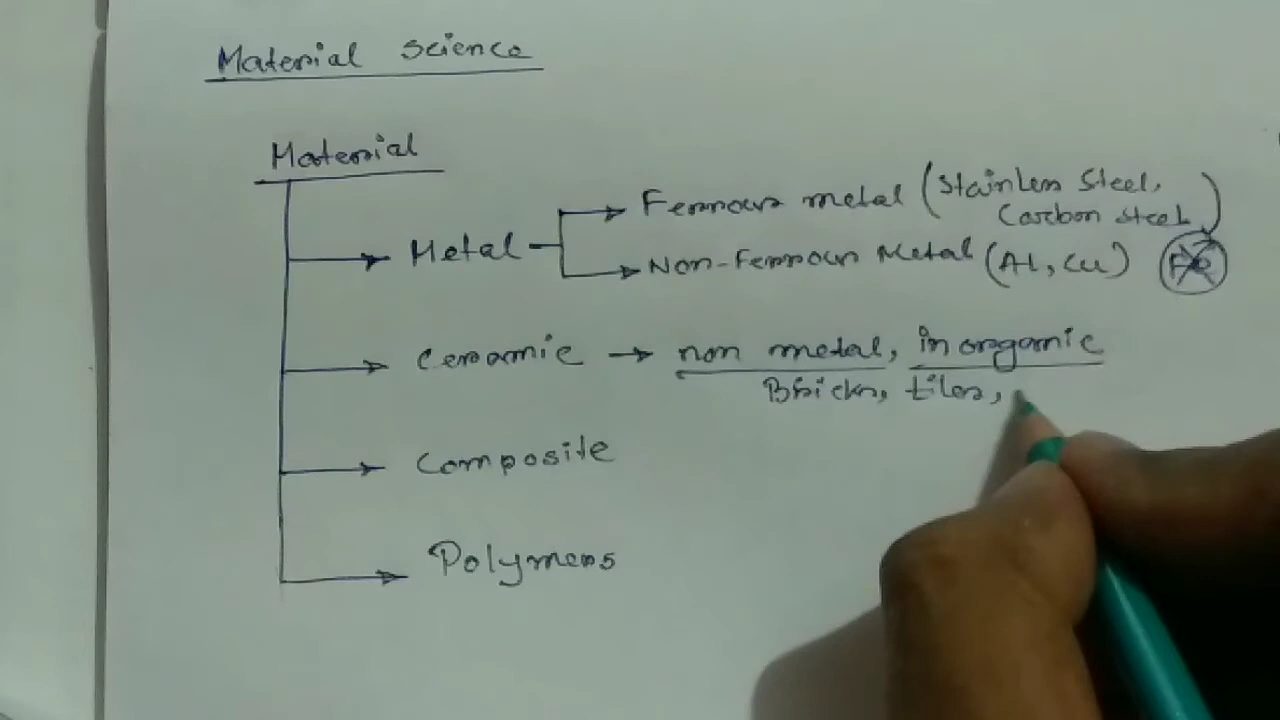 Material Science
Material
Metal
Ferrous metal (Stainless Steel,
Carbon steel)
Non-Ferrous Metal (Al, Cu)
Ceramic → non metal, inorganic
Bricks, tiles,
Composite
Polymers